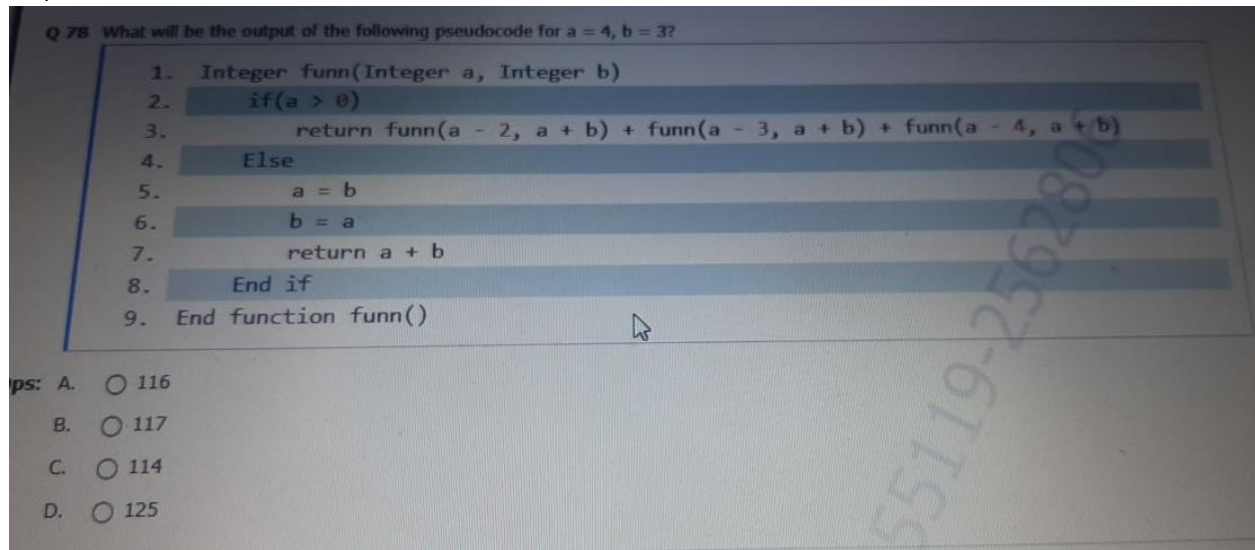 Q 78 What will be the output of the following pseudocode for a = 4, b = 3?
1. Integer funn(Integer a, Integer b)
2. if(a > 0)
3. return funn(a - 2, a + b) + funn(a - 3, a + b) + funn(a - 4, a + b)
4. Else
5. a = b
6. b = a
7. return a + b
8. End if
9. End function funn()
ps: A. 116
B. 117
C. 114
D. 125